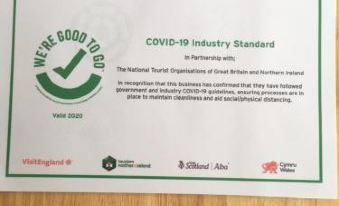 WE'RE GOOD TO GO
COVID-19 Industry Standard
In Partnership with;
The National Tourist Organisations of Great Britain and Northern Ireland
In recognition that this business has confirmed that they have followed
government and industry COVID-19 guidelines, ensuring processes are in
place to maintain cleanliness and aid social/physical distancing.
Valid 2020
VisitEngland
northern ireland
Scotland | Alba
Cymru
Wales